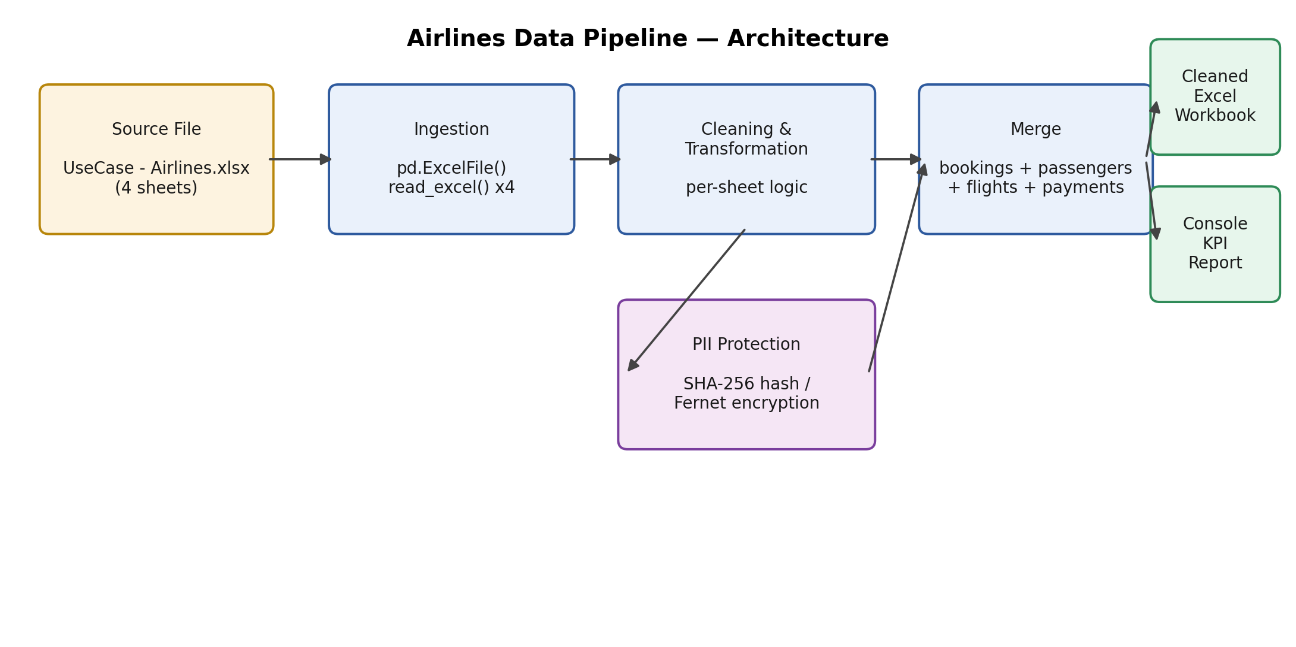 Airlines Data Pipeline — Architecture
Source File
UseCase - Airlines.xlsx
(4 sheets)
Ingestion
pd.ExcelFile()
read_excel() x4
Cleaning &
Transformation
per-sheet logic
Merge
bookings + passengers
+ flights + payments
Cleaned
Excel
Workbook
Console
KPI
Report
PII Protection
SHA-256 hash /
Fernet encryption